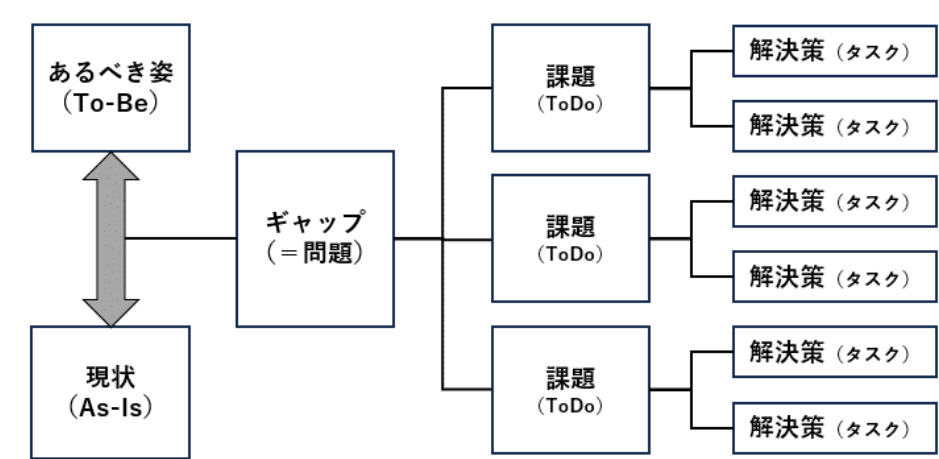 あるべき姿
（To-Be）
現状
（As-Is）
ギャップ
（＝問題）
課題
（ToDo）
解決策（タスク）
解決策（タスク）
課題
（ToDo）
解決策（タスク）
解決策（タスク）
課題
（ToDo）
解決策（タスク）
解決策（タスク）